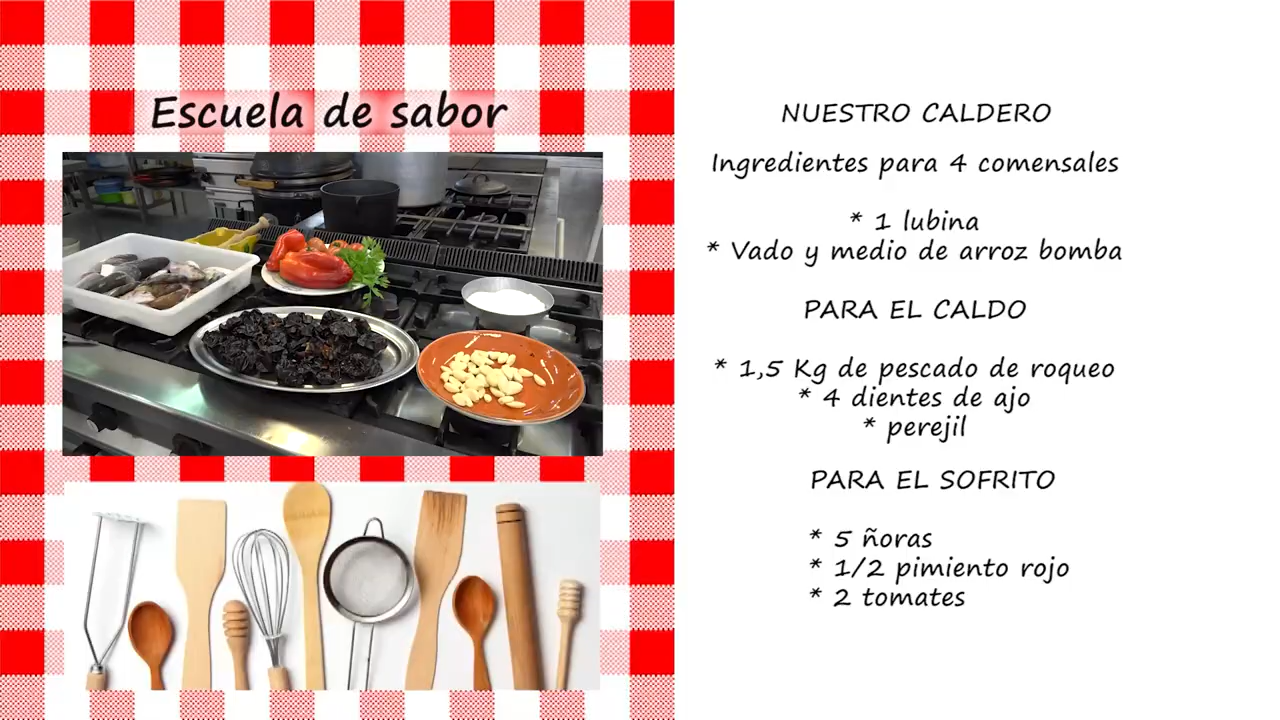 Escuela de sabor
NUESTRO CALDERO
Ingredientes para 4 comensales
* 1 lubina
* Vado y medio de arroz bomba
PARA EL CALDO
* 1,5 Kg de pescado de roqueo
* 4 dientes de ajo
* perejil
PARA EL SOFRITO
* 5 ñoras
* 1/2 pimiento rojo
* 2 tomates